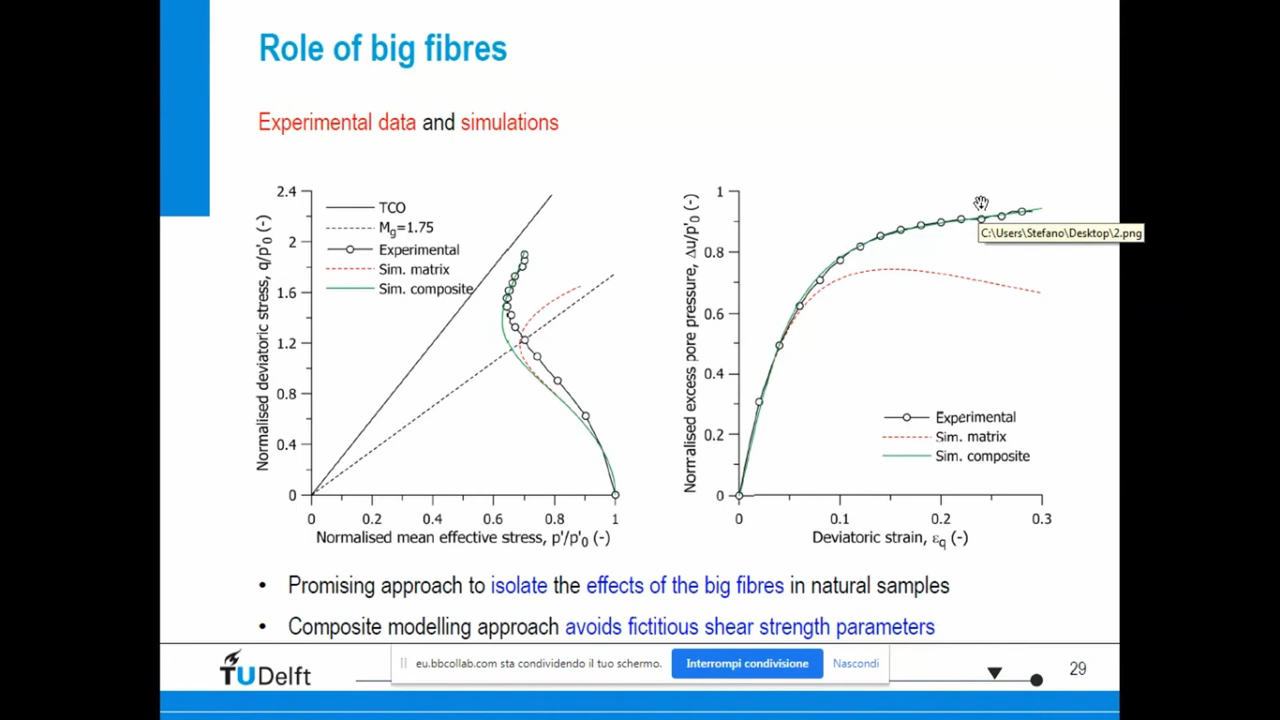 Role of big fibres
Experimental data and simulations
Normalised deviatoric stress, q/p'0 (-)
2.4
2
1.6
1.2
0.8
0.4
0
TCO
Mg=1.75
Experimental
Sim. matrix
Sim. composite
0 0.2 0.4 0.6 0.8 1
Normalised mean effective stress, p'/p'0 (-)
Normalised excess pore pressure, Δu/p'0 (-)
1
0.8
0.6
0.4
0.2
0
C:\Users\Stefano\Desktop\2.png
Experimental
Sim. matrix
Sim. composite
0 0.1 0.2 0.3
Deviatoric strain, εq (-)
• Promising approach to isolate the effects of the big fibres in natural samples
• Composite modelling approach avoids fictitious shear strength parameters
TUDelft
eu.bbcollab.com sta condividendo il tuo schermo.
Interrompi condivisione
Nascondi
29